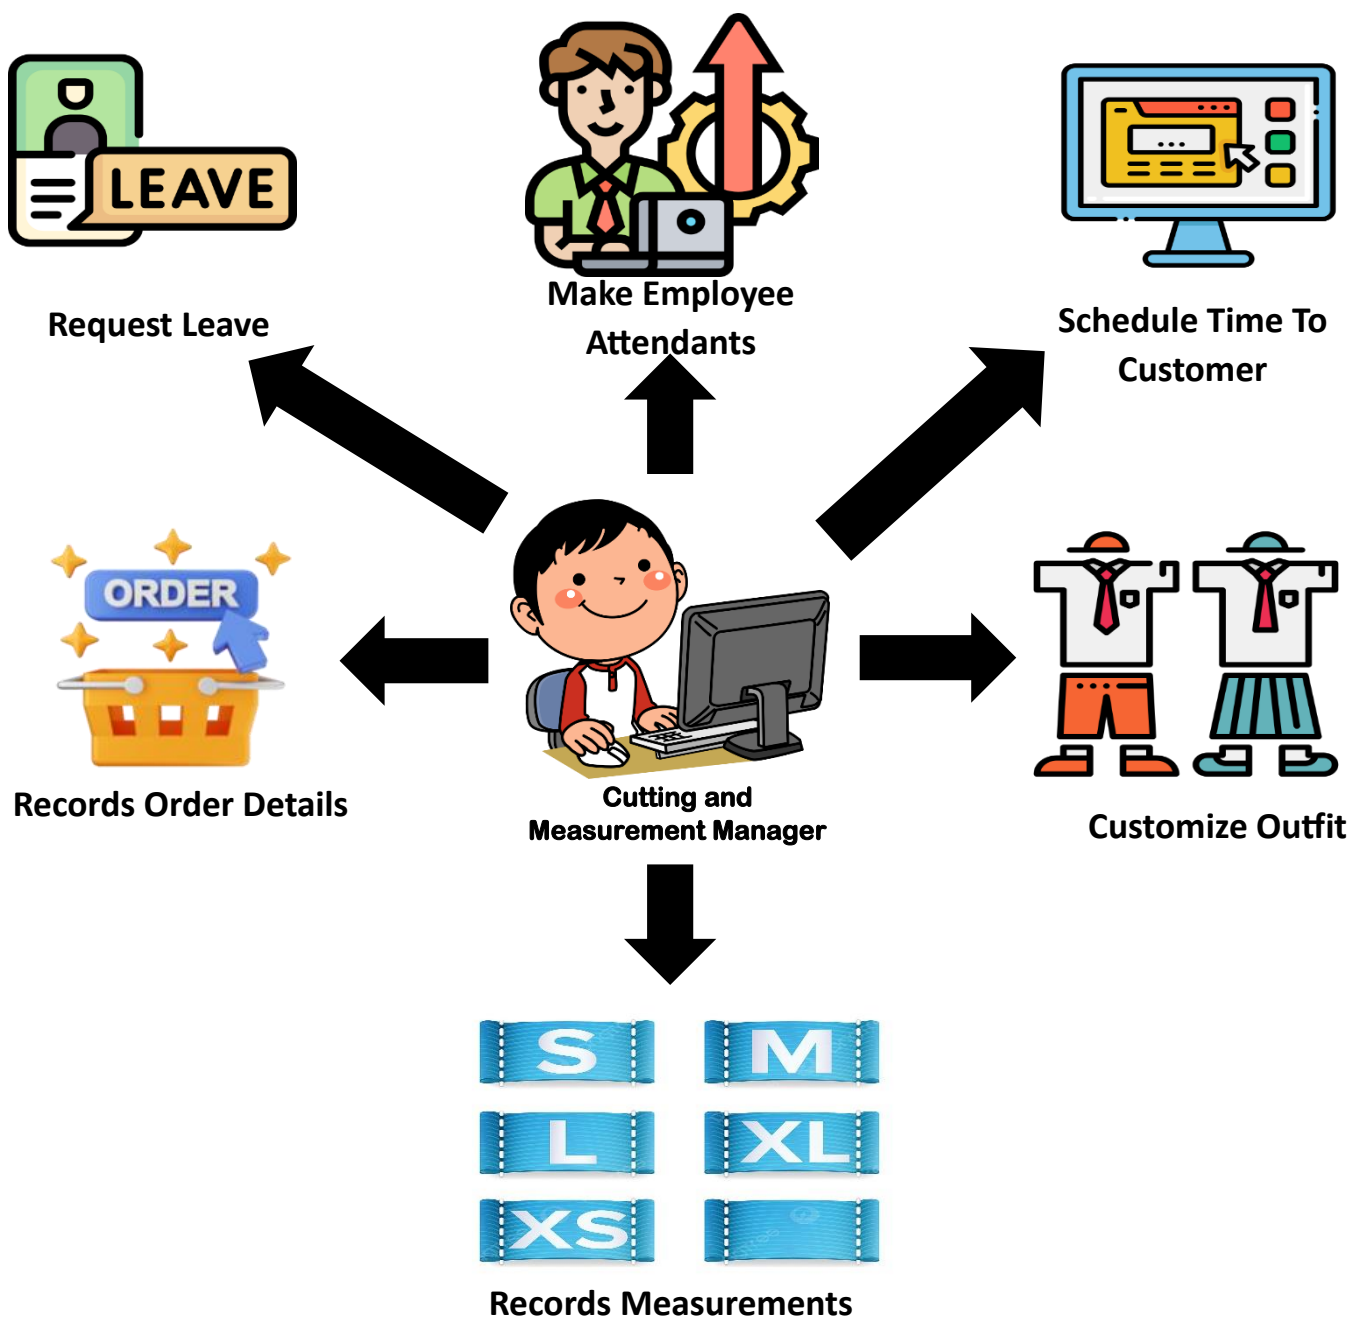 LEAVE
Request Leave
Make Employee
Attendants
Schedule Time To
Customer
ORDER
Records Order Details
Cutting and
Measurement Manager
Customize Outfit
S
M
L
XL
XS
Records Measurements